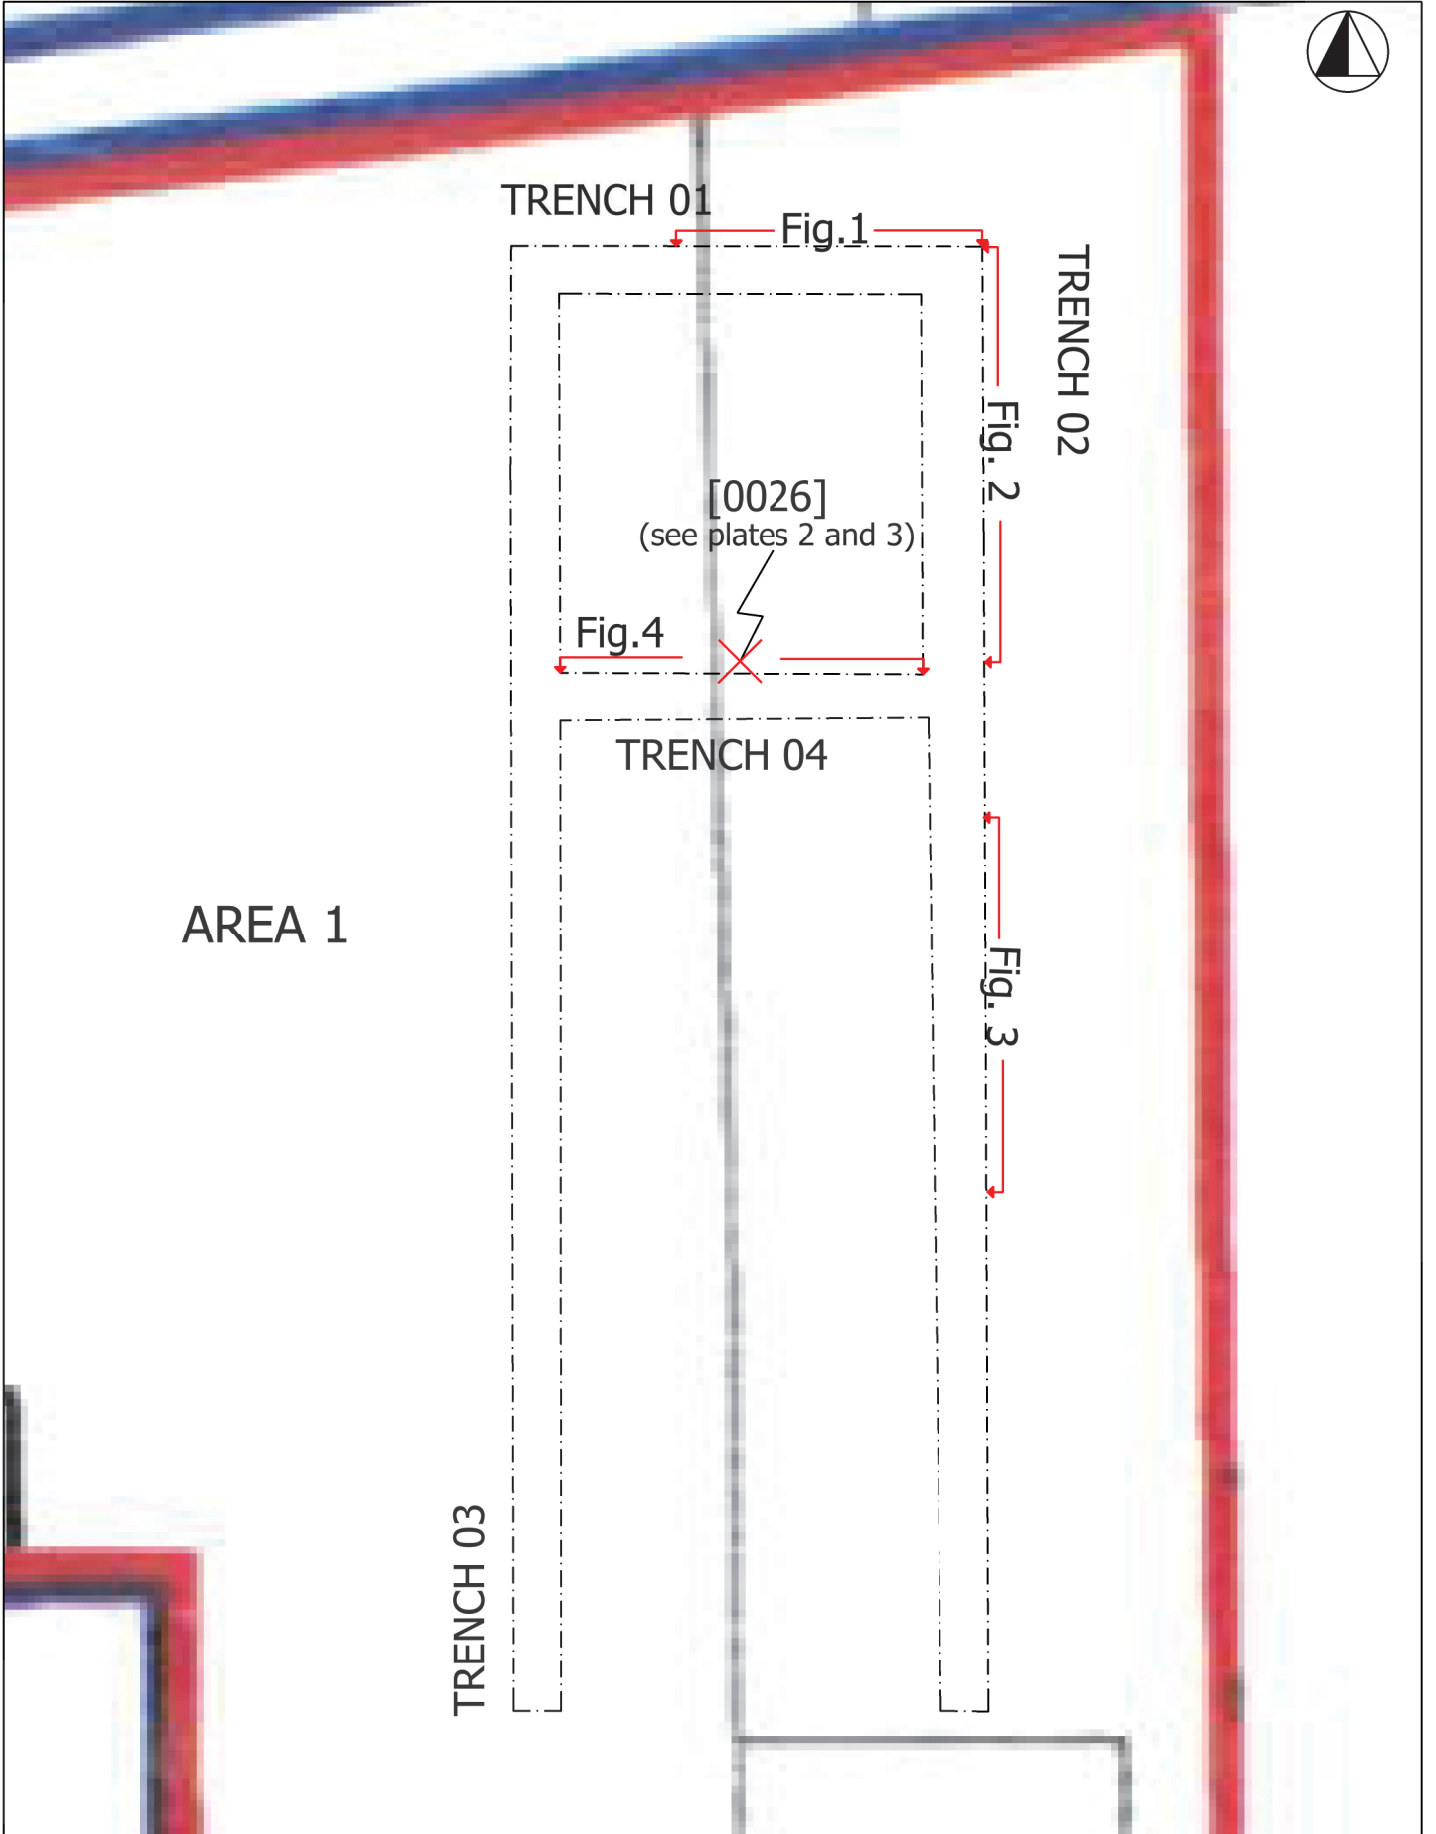 TRENCH 01
Fig.1
TRENCH 02
Fig. 2
[0026]
(see plates 2 and 3)
Fig.4
TRENCH 04
AREA 1
Fig. 3
TRENCH 03